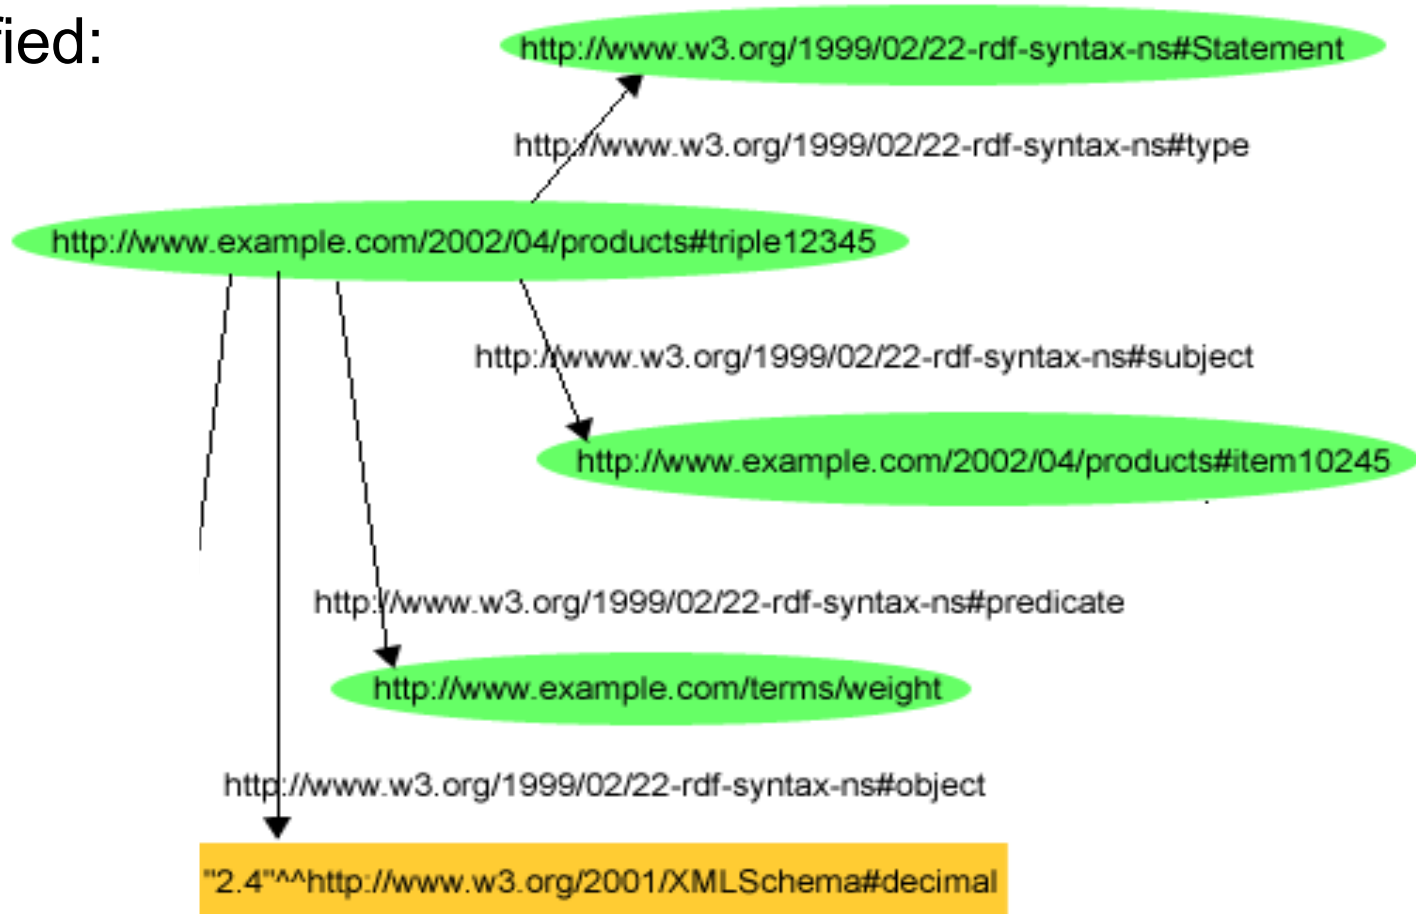 fied:
http://www.w3.org/1999/02/22-rdf-syntax-ns#Statement
http://www.w3.org/1999/02/22-rdf-syntax-ns#type
http://www.example.com/2002/04/products#triple12345
http://www.w3.org/1999/02/22-rdf-syntax-ns#subject
http://www.example.com/2002/04/products#item10245
http://www.w3.org/1999/02/22-rdf-syntax-ns#predicate
http://www.example.com/terms/weight
http://www.w3.org/1999/02/22-rdf-syntax-ns#object
"2.4"^^http://www.w3.org/2001/XMLSchema#decimal